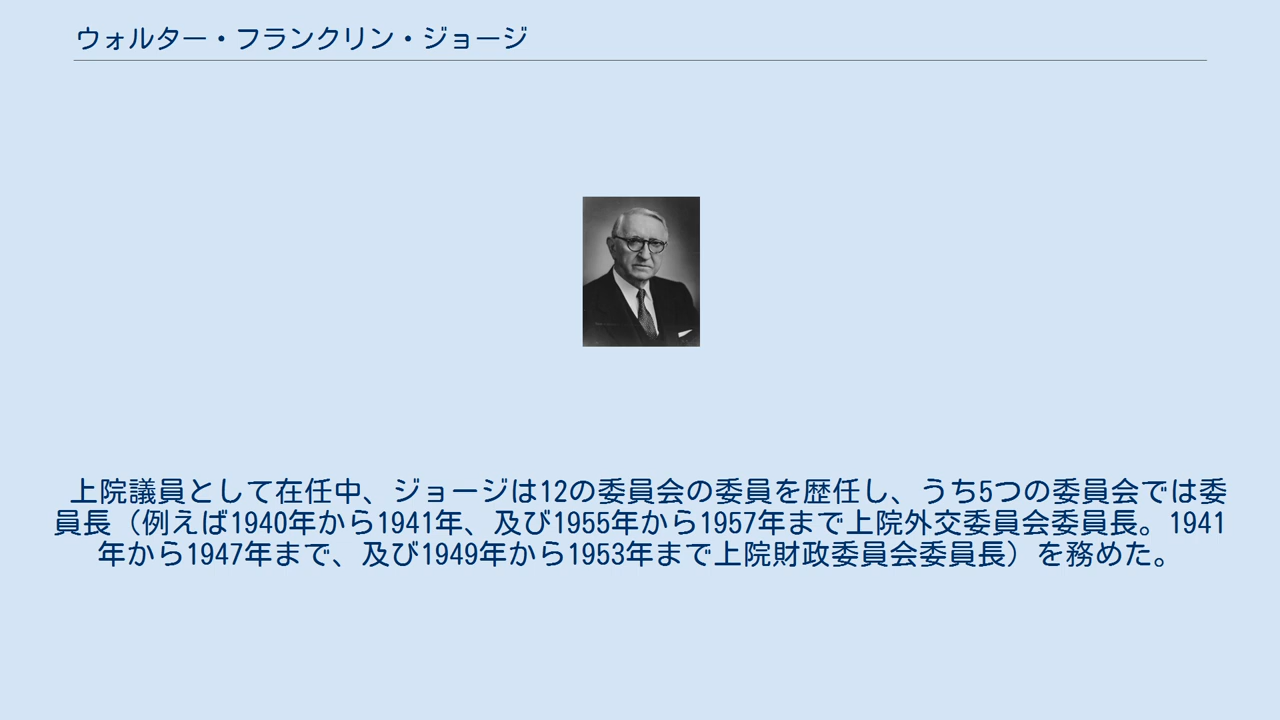 ウォルター・フランクリン・ジョージ
上院議員として在任中、ジョージは12の委員会の委員を歴任し、うち5つの委員会では委
員長（例えば1940年から1941年、及び1955年から1957年まで上院外交委員会委員長。1941
年から1947年まで、及び1949年から1953年まで上院財政委員会委員長）を務めた。